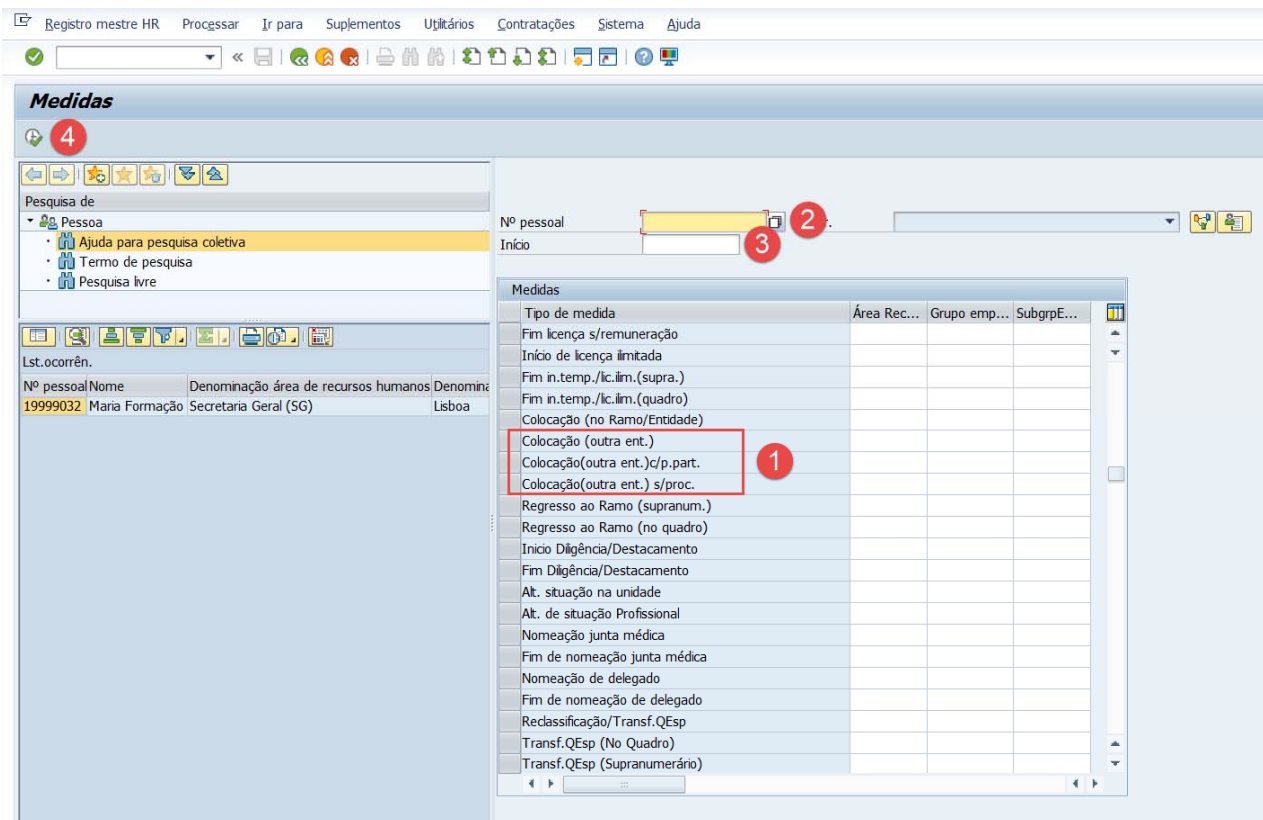 Registro mestre HR Processar Ir para Suplementos Utilitários Contratações Sistema Ajuda
Medidas
4
Pesquisa de
Pessoa
Ajuda para pesquisa coletiva
Termo de pesquisa
Pesquisa livre
Nº pessoal 2 r.
Início 3
Lst.ocorrên.
Nº pessoal Nome Denominação área de recursos humanos Denomina
19999032 Maria Formação Secretaria Geral (SG) Lisboa
Medidas
Tipo de medida Área Rec... Grupo emp... SubgrpE...
Fim licença s/remuneração
Início de licença ilimitada
Fim in.temp./lic.ilim.(supra.)
Fim in.temp./lic.ilim.(quadro)
Colocação (no Ramo/Entidade)
Colocação (outra ent.)
Colocação(outra ent.)c/p.part.
1
Colocação(outra ent.) s/proc.
Regresso ao Ramo (supranum.)
Regresso ao Ramo (no quadro)
Inicio Diligência/Destacamento
Fim Diligência/Destacamento
Alt. situação na unidade
Alt. de situação Profissional
Nomeação junta médica
Fim de nomeação junta médica
Nomeação de delegado
Fim de nomeação de delegado
Reclassificação/Transf.QEsp
Transf.QEsp (No Quadro)
Transf.QEsp (Supranumerário)